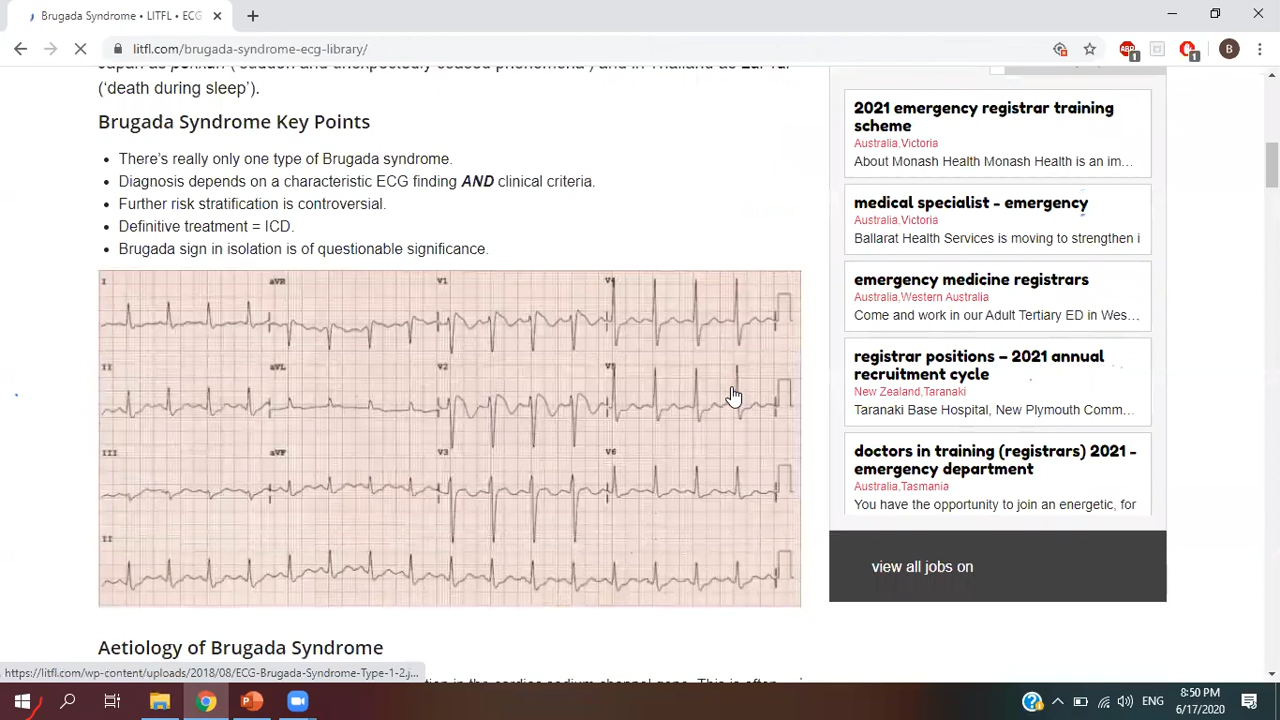 Brugada Syndrome • LITFL • ECG
litfl.com/brugada-syndrome-ecg-library/
ABP
1
1
B
('death during sleep').
Brugada Syndrome Key Points
There's really only one type of Brugada syndrome.
Diagnosis depends on a characteristic ECG finding AND clinical criteria.
Further risk stratification is controversial.
Definitive treatment = ICD.
Brugada sign in isolation is of questionable significance.
I aVR V1 V4
II aVL V2 V5
III aVF V3 V6
II
Aetiology of Brugada Syndrome
2021 emergency registrar training
scheme
Australia,Victoria
About Monash Health Monash Health is an im...
medical specialist - emergency
Australia,Victoria
Ballarat Health Services is moving to strengthen i
emergency medicine registrars
Australia,Western Australia
Come and work in our Adult Tertiary ED in Wes...
registrar positions – 2021 annual
recruitment cycle
New Zealand,Taranaki
Taranaki Base Hospital, New Plymouth Comm...
doctors in training (registrars) 2021 -
emergency department
Australia,Tasmania
You have the opportunity to join an energetic, for
view all jobs on
https://litfl.com/wp-content/uploads/2018/08/ECG-Brugada-Syndrome-Type-1-2.j...
ENG
8:50 PM
6/17/2020